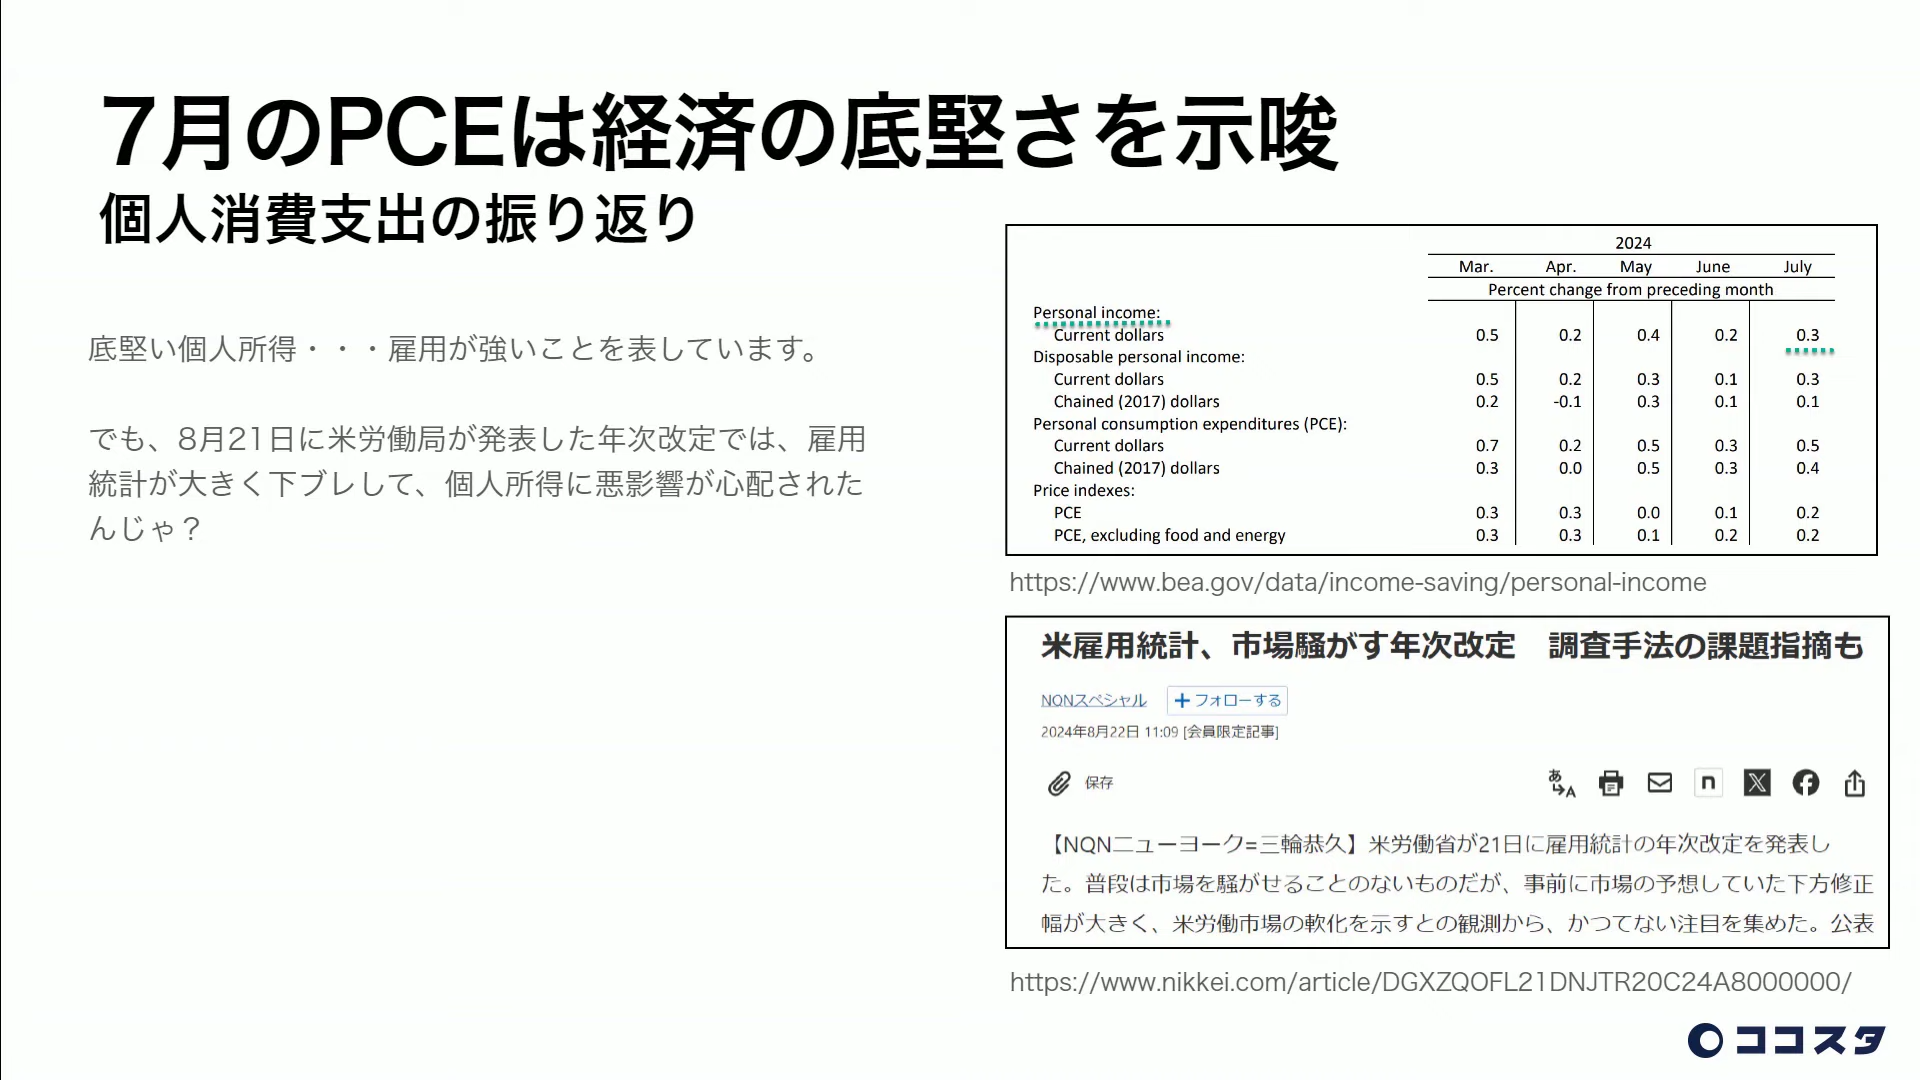 7月のPCEは経済の底堅さを示唆
個人消費支出の振り返り
底堅い個人所得・・・雇用が強いことを表しています。
でも、8月21日に米労働局が発表した年次改定では、雇用
統計が大きく下ブレして、個人所得に悪影響が心配された
んじゃ？
2024
Mar. Apr. May June July
Percent change from preceding month
Personal income:
Current dollars 0.5 0.2 0.4 0.2 0.3
Disposable personal income:
Current dollars 0.5 0.2 0.3 0.1 0.3
Chained (2017) dollars 0.2 -0.1 0.3 0.1 0.1
Personal consumption expenditures (PCE):
Current dollars 0.7 0.2 0.5 0.3 0.5
Chained (2017) dollars 0.3 0.0 0.5 0.3 0.4
Price indexes:
PCE 0.3 0.3 0.0 0.1 0.2
PCE, excluding food and energy 0.3 0.3 0.1 0.2 0.2
https://www.bea.gov/data/income-saving/personal-income
米雇用統計、市場騒がす年次改定　調査手法の課題指摘も
NQNスペシャル ＋フォローする
2024年8月22日 11:09 [会員限定記事]
保存
【NQNニューヨーク=三輪恭久】米労働省が21日に雇用統計の年次改定を発表し
た。普段は市場を騒がせることのないものだが、事前に市場の予想していた下方修正
幅が大きく、米労働市場の軟化を示すとの観測から、かつてない注目を集めた。公表
https://www.nikkei.com/article/DGXZQOFL21DNJTR20C24A8000000/
ココスタ